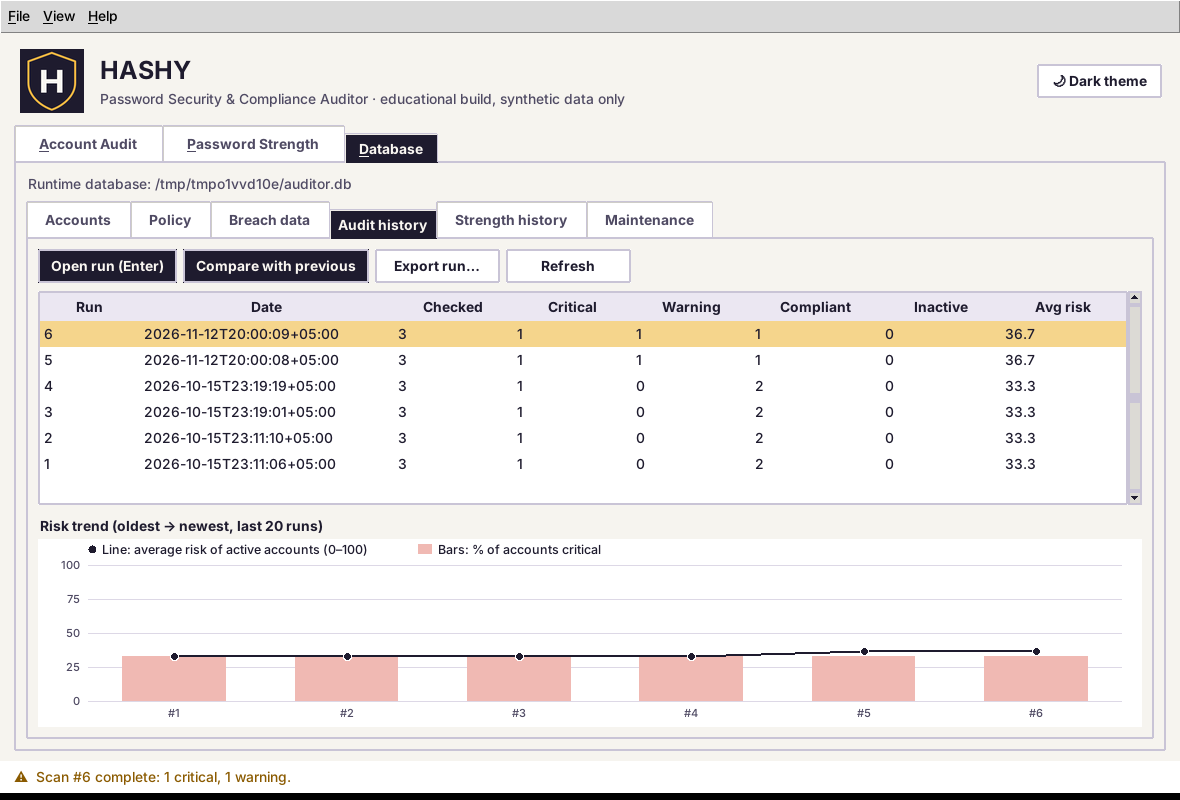 File View Help
H
HASHY
Password Security & Compliance Auditor · educational build, synthetic data only
🌙 Dark theme
Account Audit Password Strength Database
Runtime database: /tmp/tmpo1vvd10e/auditor.db
Accounts Policy Breach data Audit history Strength history Maintenance
Open run (Enter) Compare with previous Export run... Refresh
Run Date Checked Critical Warning Compliant Inactive Avg risk
6 2026-11-12T20:00:09+05:00 3 1 1 1 0 36.7
5 2026-11-12T20:00:08+05:00 3 1 1 1 0 36.7
4 2026-10-15T23:19:19+05:00 3 1 0 2 0 33.3
3 2026-10-15T23:19:01+05:00 3 1 0 2 0 33.3
2 2026-10-15T23:11:10+05:00 3 1 0 2 0 33.3
1 2026-10-15T23:11:06+05:00 3 1 0 2 0 33.3
Risk trend (oldest → newest, last 20 runs)
Line: average risk of active accounts (0–100) Bars: % of accounts critical
100
75
50
25
0
#1 #2 #3 #4 #5 #6
⚠ Scan #6 complete: 1 critical, 1 warning.